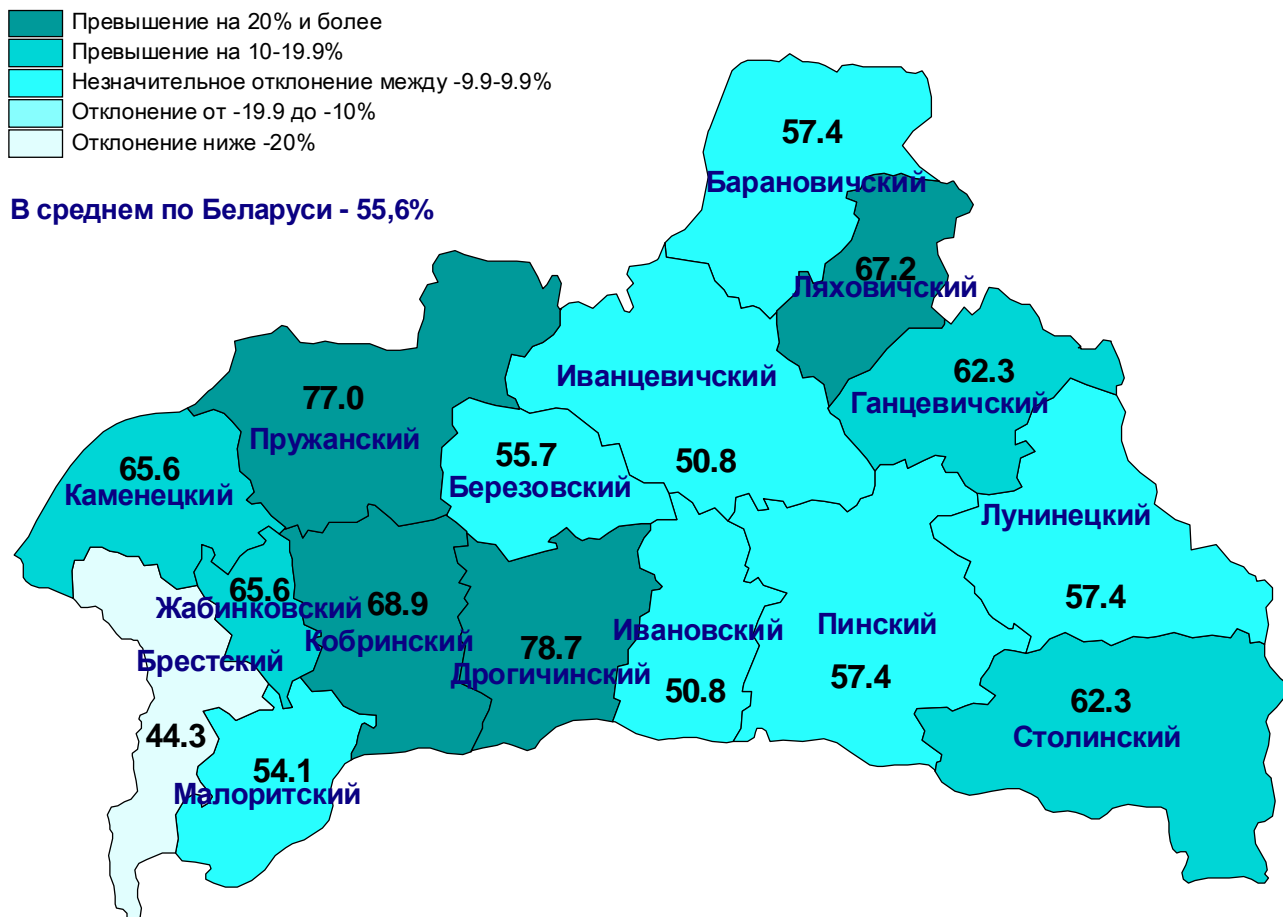 Превышение на 20% и более
Превышение на 10-19.9%
Незначительное отклонение между -9.9-9.9%
Отклонение от -19.9 до -10%
Отклонение ниже -20%
В среднем по Беларуси - 55,6%
57.4
Барановичский
67.2
Ляховичский
Иванцевичский
50.8
62.3
Ганцевичский
77.0
Пружанский
55.7
Березовский
65.6
Каменецкий
Лунинецкий
57.4
65.6
Жабинковский
68.9
Кобринский
78.7
Дрогичинский
Ивановский
50.8
Пинский
57.4
Брестский
44.3
62.3
Столинский
54.1
Малоритский